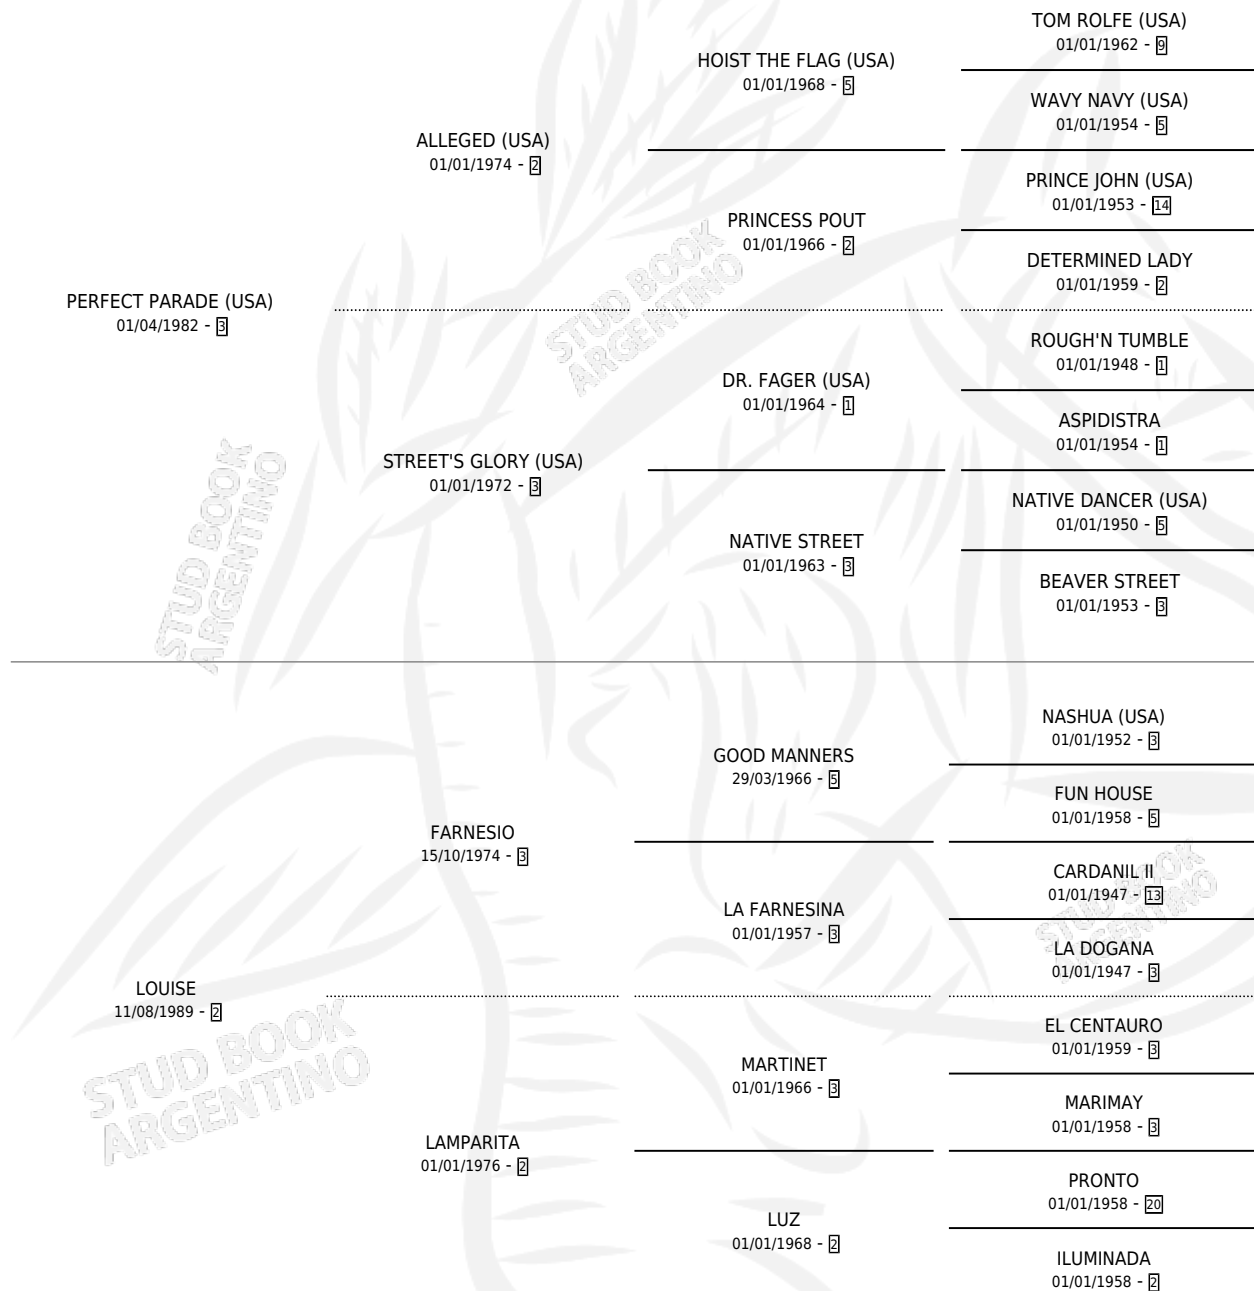 TOM ROLFE (USA)
01/01/1962 - 9
HOIST THE FLAG (USA)
01/01/1968 - 5
WAVY NAVY (USA)
01/01/1954 - 5
ALLEGED (USA)
01/01/1974 - 2
PRINCE JOHN (USA)
01/01/1953 - 14
PRINCESS POUT
01/01/1966 - 2
DETERMINED LADY
01/01/1959 - 2
PERFECT PARADE (USA)
01/04/1982 - 3
ROUGH'N TUMBLE
01/01/1948 - 1
DR. FAGER (USA)
01/01/1964 - 1
ASPIDISTRA
01/01/1954 - 1
STREET'S GLORY (USA)
01/01/1972 - 3
NATIVE DANCER (USA)
01/01/1950 - 5
NATIVE STREET
01/01/1963 - 3
BEAVER STREET
01/01/1953 - 3
NASHUA (USA)
01/01/1952 - 3
GOOD MANNERS
29/03/1966 - 5
FUN HOUSE
01/01/1958 - 5
FARNESIO
15/10/1974 - 3
CARDANIL II
01/01/1947 - 13
LA FARNESINA
01/01/1957 - 3
LA DOGANA
01/01/1947 - 3
LOUISE
11/08/1989 - 2
EL CENTAURO
01/01/1959 - 3
MARTINET
01/01/1966 - 3
MARIMAY
01/01/1958 - 3
LAMPARITA
01/01/1976 - 2
PRONTO
01/01/1958 - 20
LUZ
01/01/1968 - 2
ILUMINADA
01/01/1958 - 2
STUD BOOK
ARGENTINO
STUD BOOK
ARGENTINO
STUD BOOK
ARGENTINO
STUD BOOK
ARGENTINO